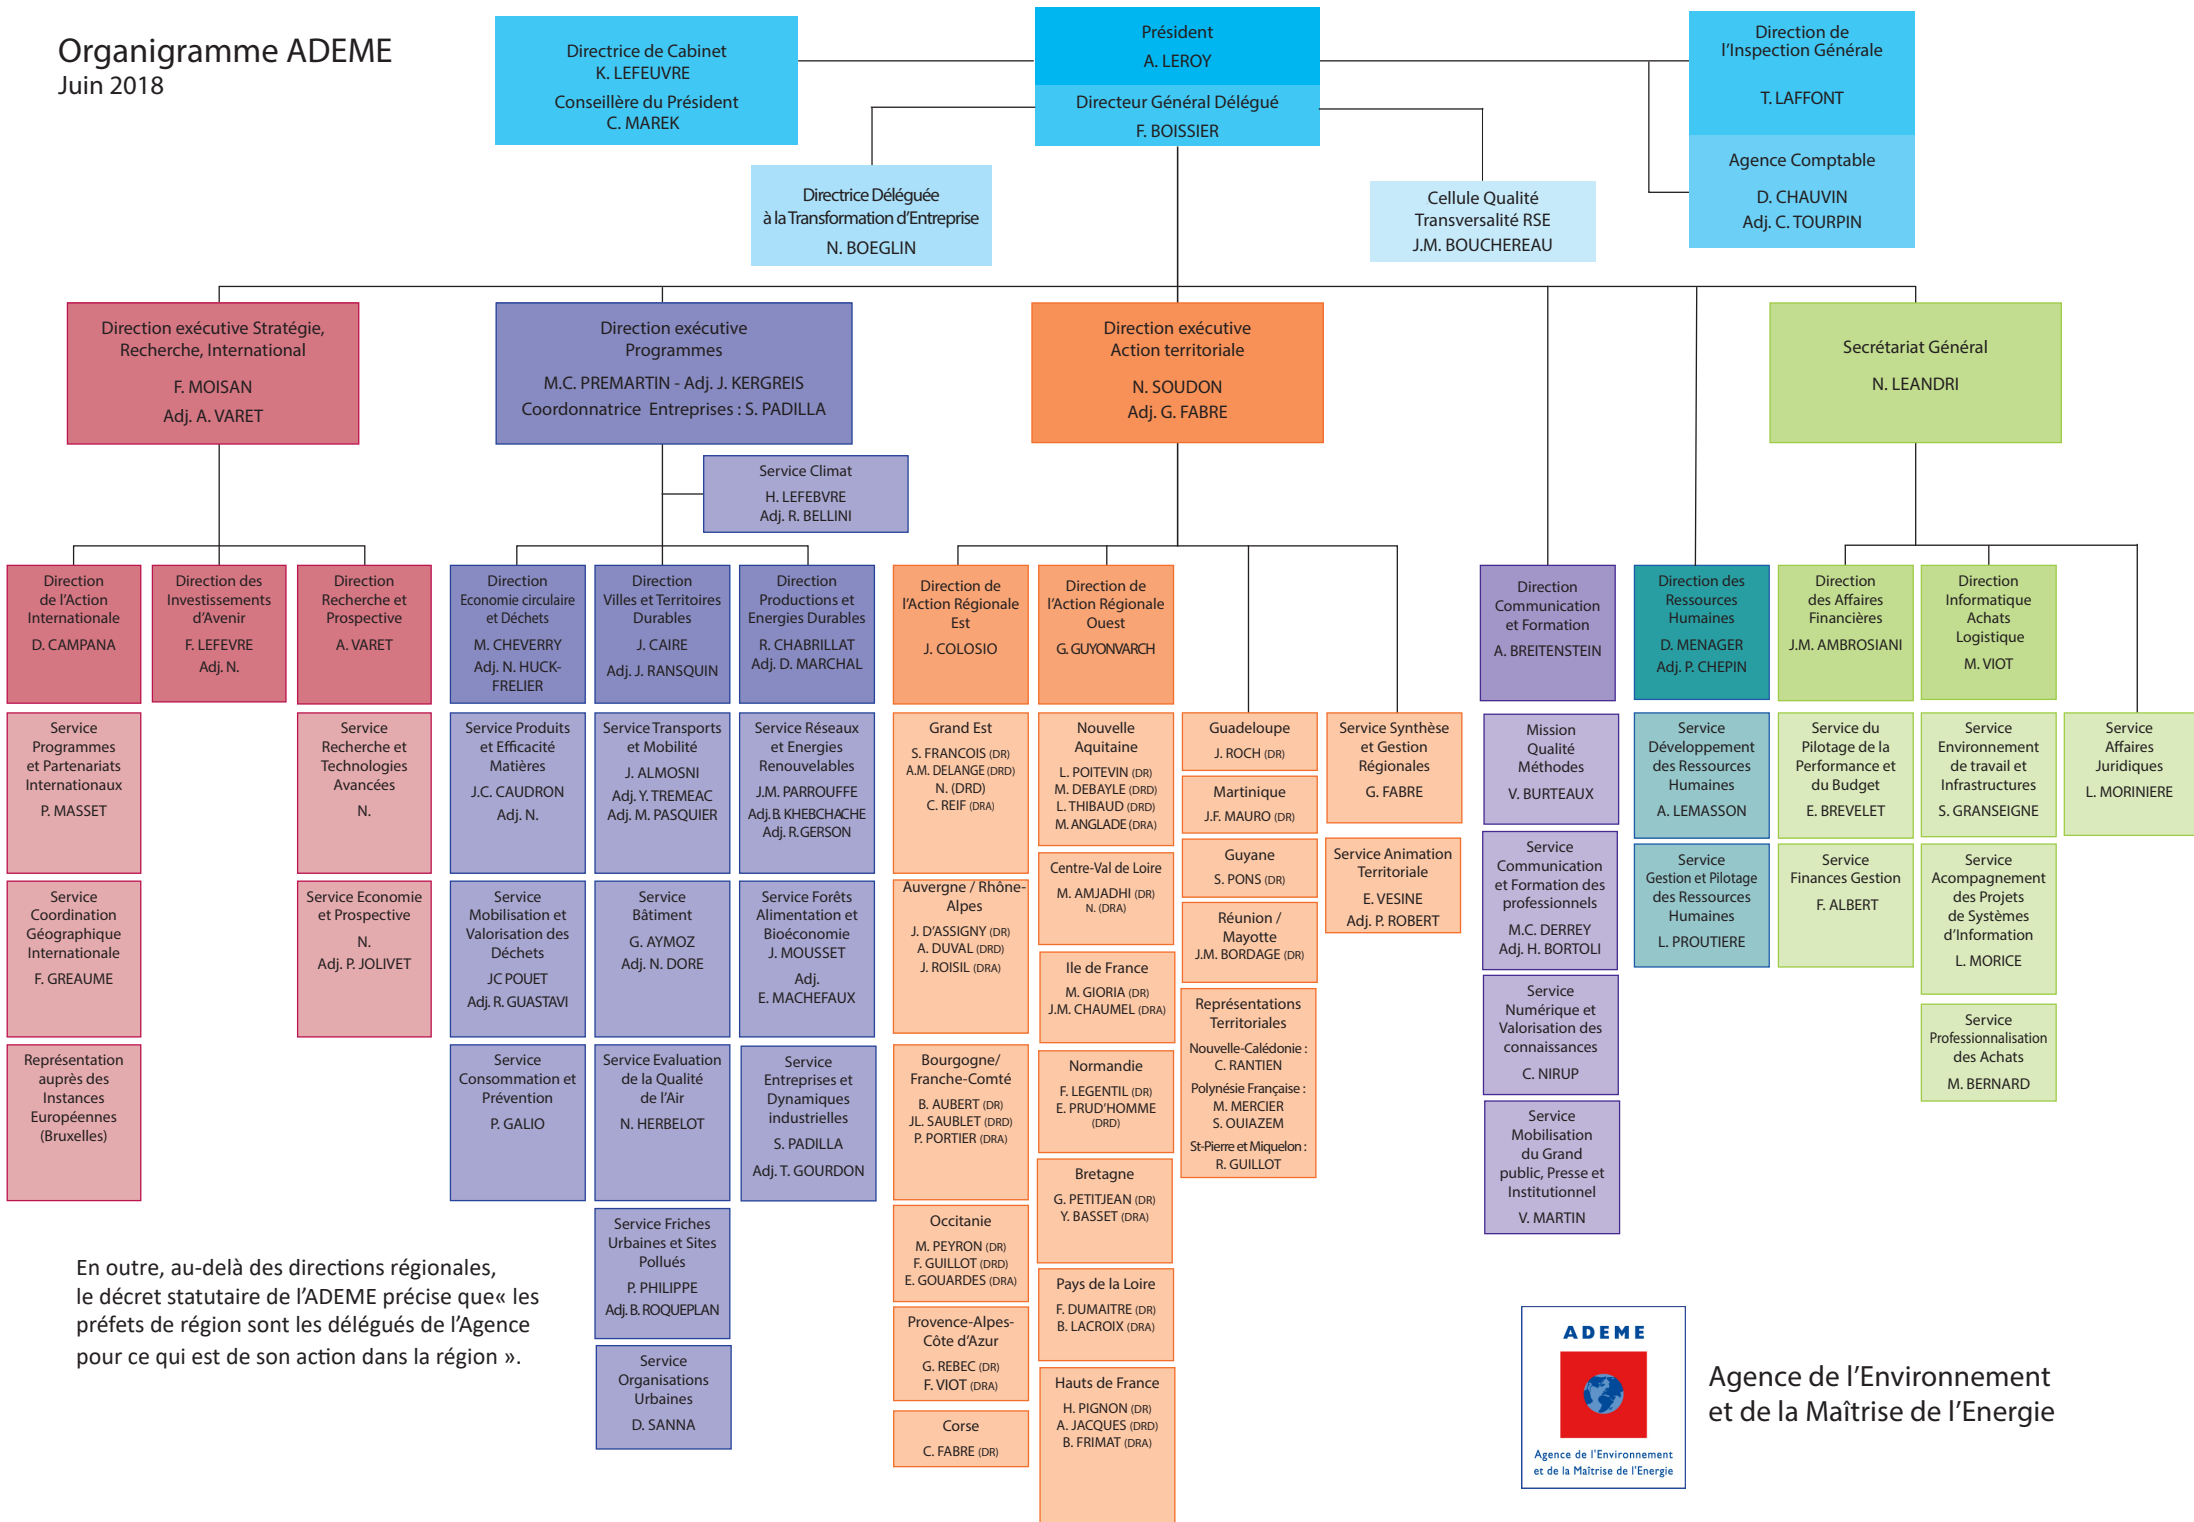 Organigramme ADEME
Juin 2018
Directrice de Cabinet
K. LEFEUVRE
Conseillère du Président
C. MAREK
Président
A. LEROY
Directeur Général Délégué
F. BOISSIER
Direction de
l'Inspection Générale
T. LAFFONT
Agence Comptable
D. CHAUVIN
Adj. C. TOURPIN
Directrice Déléguée
à la Transformation d'Entreprise
N. BOEGLIN
Cellule Qualité
Transversalité RSE
J.M. BOUCHEREAU
Direction exécutive Stratégie,
Recherche, International
F. MOISAN
Adj. A. VARET
Direction exécutive
Programmes
M.C. PREMARTIN - Adj. J. KERGREIS
Coordonnatrice Entreprises : S. PADILLA
Direction exécutive
Action territoriale
N. SOUDON
Adj. G. FABRE
Secrétariat Général
N. LEANDRI
Service Climat
H. LEFEBVRE
Adj. R. BELLINI
Direction
de l'Action
Internationale
D. CAMPANA
Direction des
Investissements
d'Avenir
F. LEFEVRE
Adj. N.
Direction
Recherche et
Prospective
A. VARET
Direction
Economie circulaire
et Déchets
M. CHEVERRY
Adj. N. HUCK-
FRELIER
Direction
Villes et Territoires
Durables
J. CAIRE
Adj. J. RANSQUIN
Direction
Productions et
Energies Durables
R. CHABRILLAT
Adj. D. MARCHAL
Direction de
l'Action Régionale
Est
J. COLOSIO
Direction de
l'Action Régionale
Ouest
G. GUYONVARCH
Direction
Communication
et Formation
A. BREITENSTEIN
Direction des
Ressources
Humaines
D. MENAGER
Adj. P. CHEPIN
Direction
des Affaires
Financières
J.M. AMBROSIANI
Direction
Informatique
Achats
Logistique
M. VIOT
Service
Programmes
et Partenariats
Internationaux
P. MASSET
Service
Coordination
Géographique
Internationale
F. GREAUME
Représentation
auprès des
Instances
Européennes
(Bruxelles)
Service
Recherche et
Technologies
Avancées
N.
Service Economie
et Prospective
N.
Adj. P. JOLIVET
Service Produits
et Efficacité
Matières
J.C. CAUDRON
Adj. N.
Service
Mobilisation et
Valorisation des
Déchets
JC POUET
Adj. R. GUASTAVI
Service
Consommation et
Prévention
P. GALIO
Service Transports
et Mobilité
J. ALMOSNI
Adj. Y. TREMEAC
Adj. M. PASQUIER
Service
Bâtiment
G. AYMOZ
Adj. N. DORE
Service Evaluation
de la Qualité
de l'Air
N. HERBELOT
Service Friches
Urbaines et Sites
Pollués
P. PHILIPPE
Adj. B. ROQUEPLAN
Service
Organisations
Urbaines
D. SANNA
Service Réseaux
et Energies
Renouvelables
J.M. PARROUFFE
Adj. B. KHEBCHACHE
Adj. R. GERSON
Service Forêts
Alimentation et
Bioéconomie
J. MOUSSET
Adj.
E. MACHEFAUX
Service
Entreprises et
Dynamiques
industrielles
S. PADILLA
Adj. T. GOURDON
Grand Est
S. FRANCOIS (DR)
A.M. DELANGE (DRD)
N. (DRD)
C. REIF (DRA)
Auvergne / Rhône-
Alpes
J. D'ASSIGNY (DR)
A. DUVAL (DRD)
J. ROISIL (DRA)
Bourgogne/
Franche-Comté
B. AUBERT (DR)
JL. SAUBLET (DRD)
P. PORTIER (DRA)
Occitanie
M. PEYRON (DR)
F. GUILLOT (DRD)
E. GOUARDES (DRA)
Provence-Alpes-
Côte d'Azur
G. REBEC (DR)
F. VIOT (DRA)
Corse
C. FABRE (DR)
Nouvelle
Aquitaine
L. POITEVIN (DR)
M. DEBAYLE (DRD)
L. THIBAUD (DRD)
M. ANGLADE (DRA)
Centre-Val de Loire
M. AMJADHI (DR)
N. (DRA)
Ile de France
M. GIORIA (DR)
J.M. CHAUMEL (DRA)
Normandie
F. LEGENTIL (DR)
E. PRUD'HOMME
(DRD)
Bretagne
G. PETITJEAN (DR)
Y. BASSET (DRA)
Pays de la Loire
F. DUMAITRE (DR)
B. LACROIX (DRA)
Hauts de France
H. PIGNON (DR)
A. JACQUES (DRD)
B. FRIMAT (DRA)
Guadeloupe
J. ROCH (DR)
Martinique
J.F. MAURO (DR)
Guyane
S. PONS (DR)
Réunion /
Mayotte
J.M. BORDAGE (DR)
Représentations
Territoriales
Nouvelle-Calédonie :
C. RANTIEN
Polynésie Française :
M. MERCIER
S. OUIAZEM
St-Pierre et Miquelon :
R. GUILLOT
Service Synthèse
et Gestion
Régionales
G. FABRE
Service Animation
Territoriale
E. VESINE
Adj. P. ROBERT
Mission
Qualité
Méthodes
V. BURTEAUX
Service
Communication
et Formation des
professionnels
M.C. DERREY
Adj. H. BORTOLI
Service
Numérique et
Valorisation des
connaissances
C. NIRUP
Service
Mobilisation
du Grand
public, Presse et
Institutionnel
V. MARTIN
Service
Développement
des Ressources
Humaines
A. LEMASSON
Service
Gestion et Pilotage
des Ressources
Humaines
L. PROUTIERE
Service du
Pilotage de la
Performance et
du Budget
E. BREVELET
Service
Finances Gestion
F. ALBERT
Service
Environnement
de travail et
Infrastructures
S. GRANSEIGNE
Service
Acompagnement
des Projets
de Systèmes
d'Information
L. MORICE
Service
Professionnalisation
des Achats
M. BERNARD
Service
Affaires
Juridiques
L. MORINIERE
En outre, au-delà des directions régionales,
le décret statutaire de l'ADEME précise que« les
préfets de région sont les délégués de l'Agence
pour ce qui est de son action dans la région ».
ADEME
Agence de l'Environnement
et de la Maîtrise de l'Energie
Agence de l'Environnement
et de la Maîtrise de l'Energie